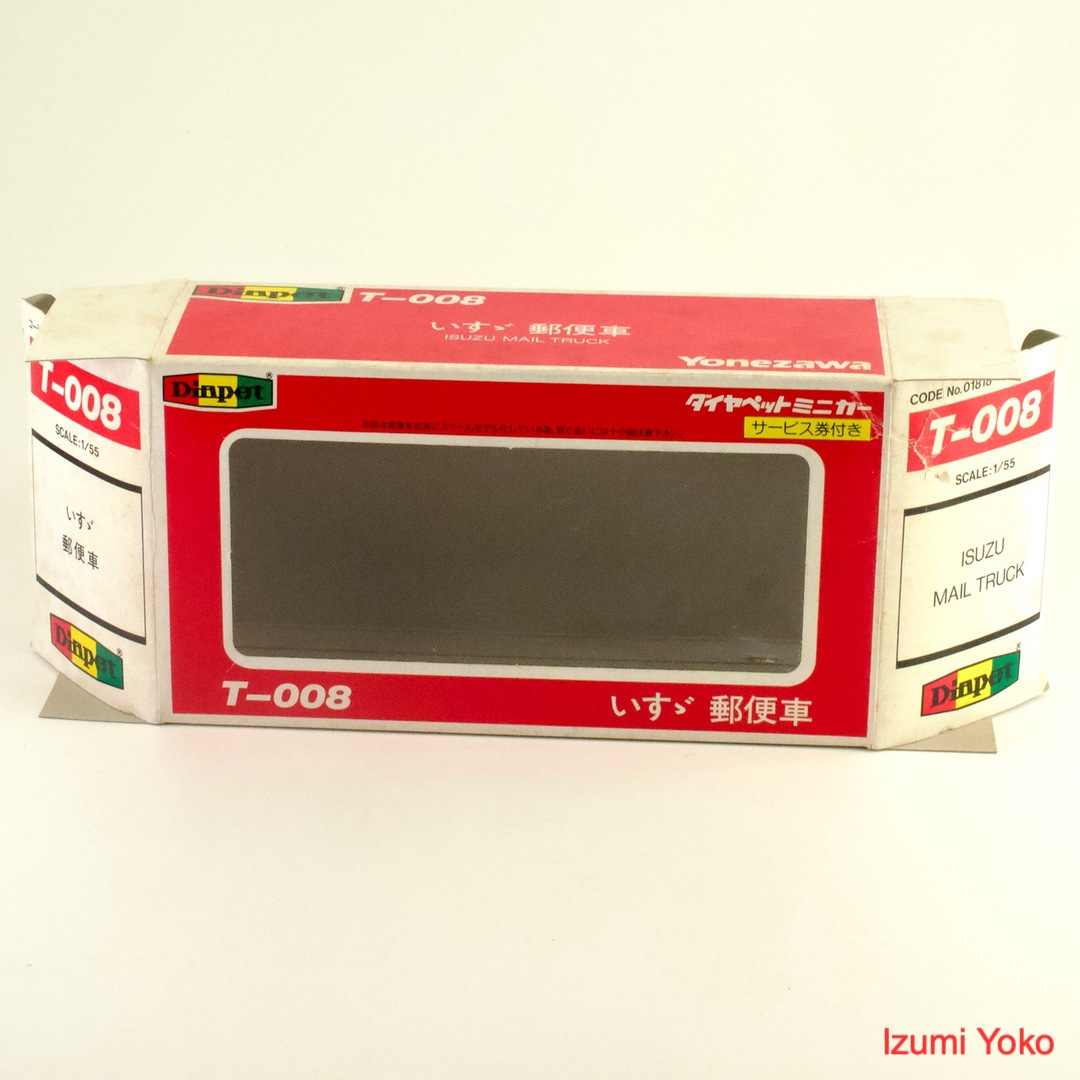 Diapet
®
T-008
いすゞ 郵便車
ISUZU MAIL TRUCK
Yonezawa
Diapet
®
ダイヤペットミニカー
サービス券付き
T-008
いすゞ 郵便車
T-008
SCALE:1/55
いすゞ
郵便車
Diapet
®
CODE No.01818
T-008
SCALE:1/55
ISUZU
MAIL TRUCK
Diapet
®
Izumi Yoko